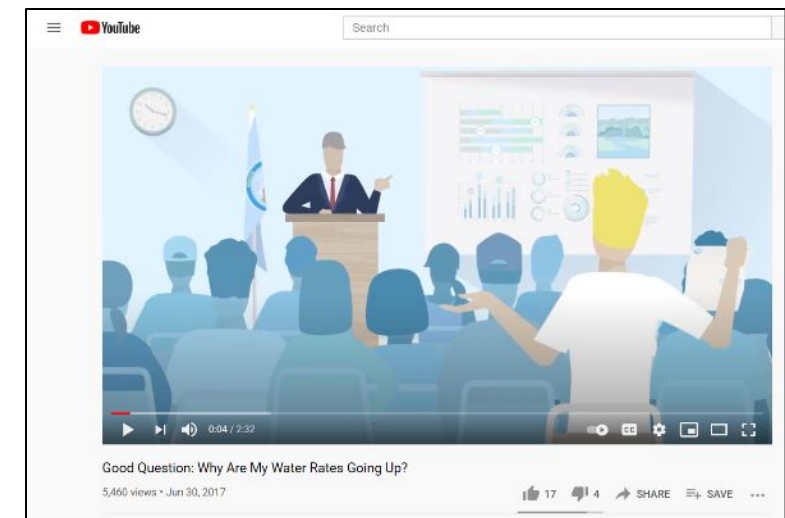 YouTube
Search
0:04 / 2:32
CC
Good Question: Why Are My Water Rates Going Up?
5,460 views • Jun 30, 2017
17 4 SHARE SAVE